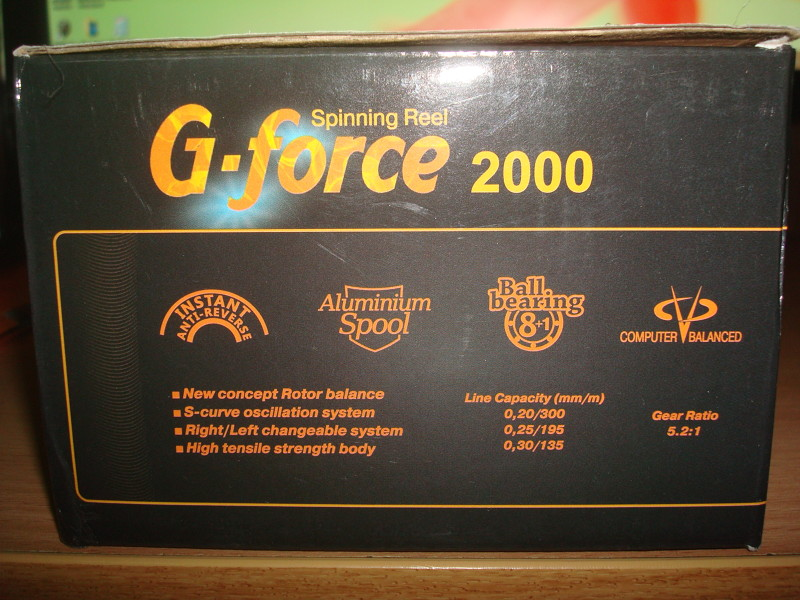 Spinning Reel
G-force 2000
INSTANT
ANTI-REVERSE
Aluminium
Spool
Ball
bearing
8+1
COMPUTER BALANCED
New concept Rotor balance
S-curve oscillation system
Right/Left changeable system
High tensile strength body
Line Capacity (mm/m)
0,20/300
0,25/195
0,30/135
Gear Ratio
5.2:1